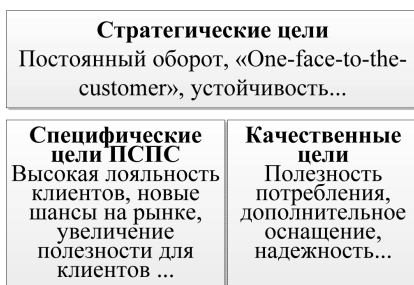 Стратегические цели
Постоянный оборот, «One-face-to-the-
customer», устойчивость...
Специфические
цели ПСПС
Высокая лояльность
клиентов, новые
шансы на рынке,
увеличение
полезности для
клиентов ...
Качественные
цели
Полезность
потребления,
дополнительное
оснащение,
надежность...